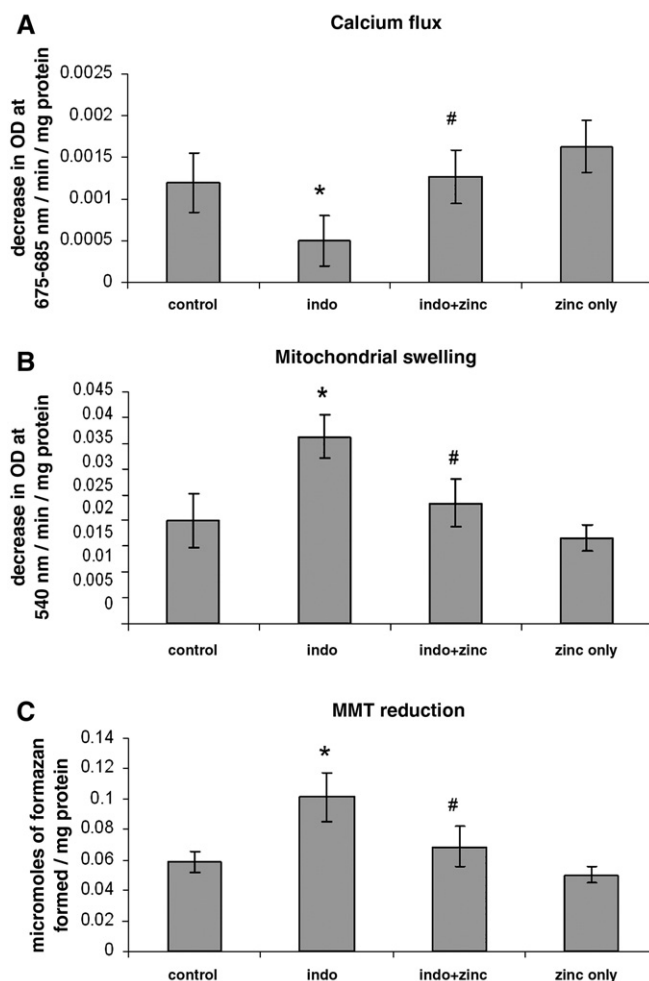 A
Calcium flux
decrease in OD at
675-685 nm / min / mg protein
0.0025
0.002
0.0015
0.001
0.0005
0
*
#
control indo indo+zinc zinc only
B
Mitochondrial swelling
decrease in OD at
540 nm / min / mg protein
0.045
0.04
0.035
0.03
0.025
0.02
0.015
0.01
0.005
0
*
#
control indo indo+zinc zinc only
C
MMT reduction
micromoles of formazan
formed / mg protein
0.14
0.12
0.1
0.08
0.06
0.04
0.02
0
*
#
control indo indo+zinc zinc only